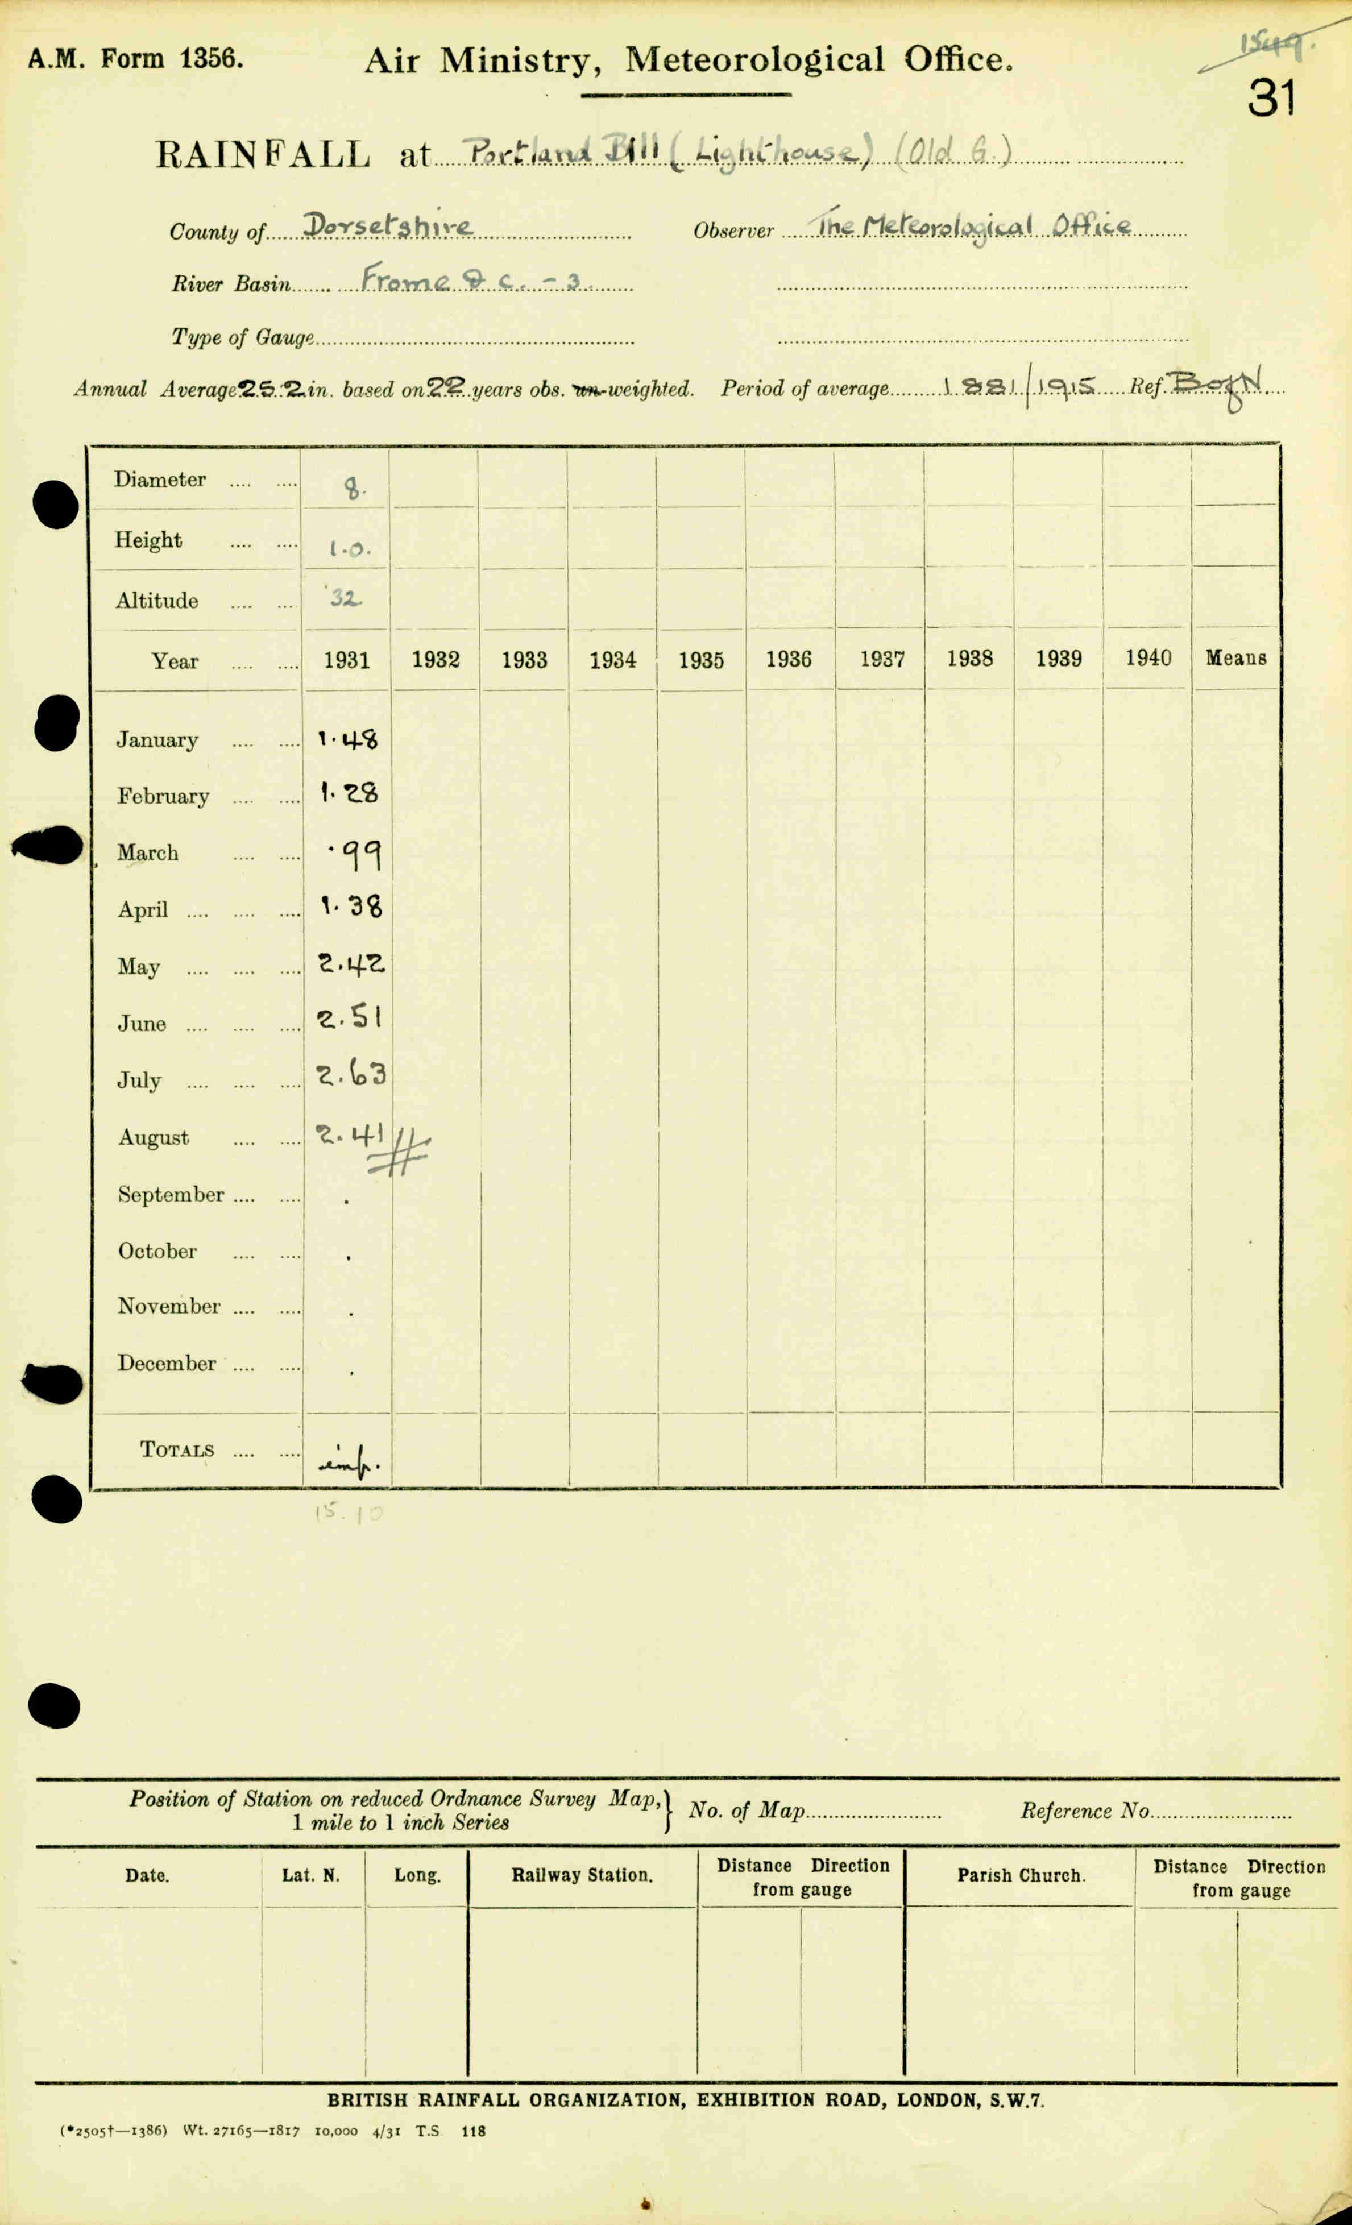 1549.
A.M. Form 1356. Air Ministry, Meteorological Office.
31
RAINFALL at Portland Bill (Lighthouse) (Old G.)
County of Dorsetshire Observer The Meteorological Office
River Basin Frome & c. - 3.
Type of Gauge
Annual Average 25.2 in. based on 22 years obs. un-weighted. Period of average 1881/1915 Ref. B of N
Diameter 8.
Height 1.0.
Altitude 32
Year 1931 1932 1933 1934 1935 1936 1937 1938 1939 1940 Means
January 1.48
February 1.28
March .99
April 1.38
May 2.42
June 2.51
July 2.63
August 2.41
September .
October .
November .
December .
TOTALS imp.
15.10
Position of Station on reduced Ordnance Survey Map, } No. of Map Reference No.
1 mile to 1 inch Series
Date. Lat. N. Long. Railway Station. Distance Direction from gauge Parish Church. Distance Direction from gauge
BRITISH RAINFALL ORGANIZATION, EXHIBITION ROAD, LONDON, S.W.7.
(*2505†—1386) Wt. 27165—1817 10,000 4/31 T.S 118